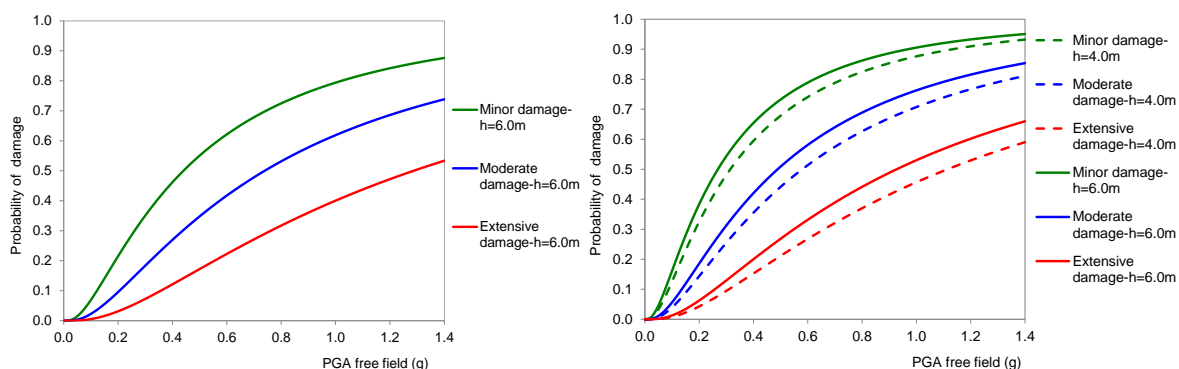 1.0
0.9
0.8
0.7
0.6
0.5
0.4
0.3
0.2
0.1
0.0
Probability of damage
0.0 0.2 0.4 0.6 0.8 1.0 1.2 1.4
PGA free field (g)
Minor damage-
h=6.0m
Moderate
damage-h=6.0m
Extensive
damage-h=6.0m
1.0
0.9
0.8
0.7
0.6
0.5
0.4
0.3
0.2
0.1
0.0
Probability of damage
0.0 0.2 0.4 0.6 0.8 1.0 1.2 1.4
PGA free field (g)
Minor damage-
h=4.0m
Moderate
damage-h=4.0m
Extensive
damage-h=4.0m
Minor damage-
h=6.0m
Moderate
damage-h=6.0m
Extensive
damage-h=6.0m